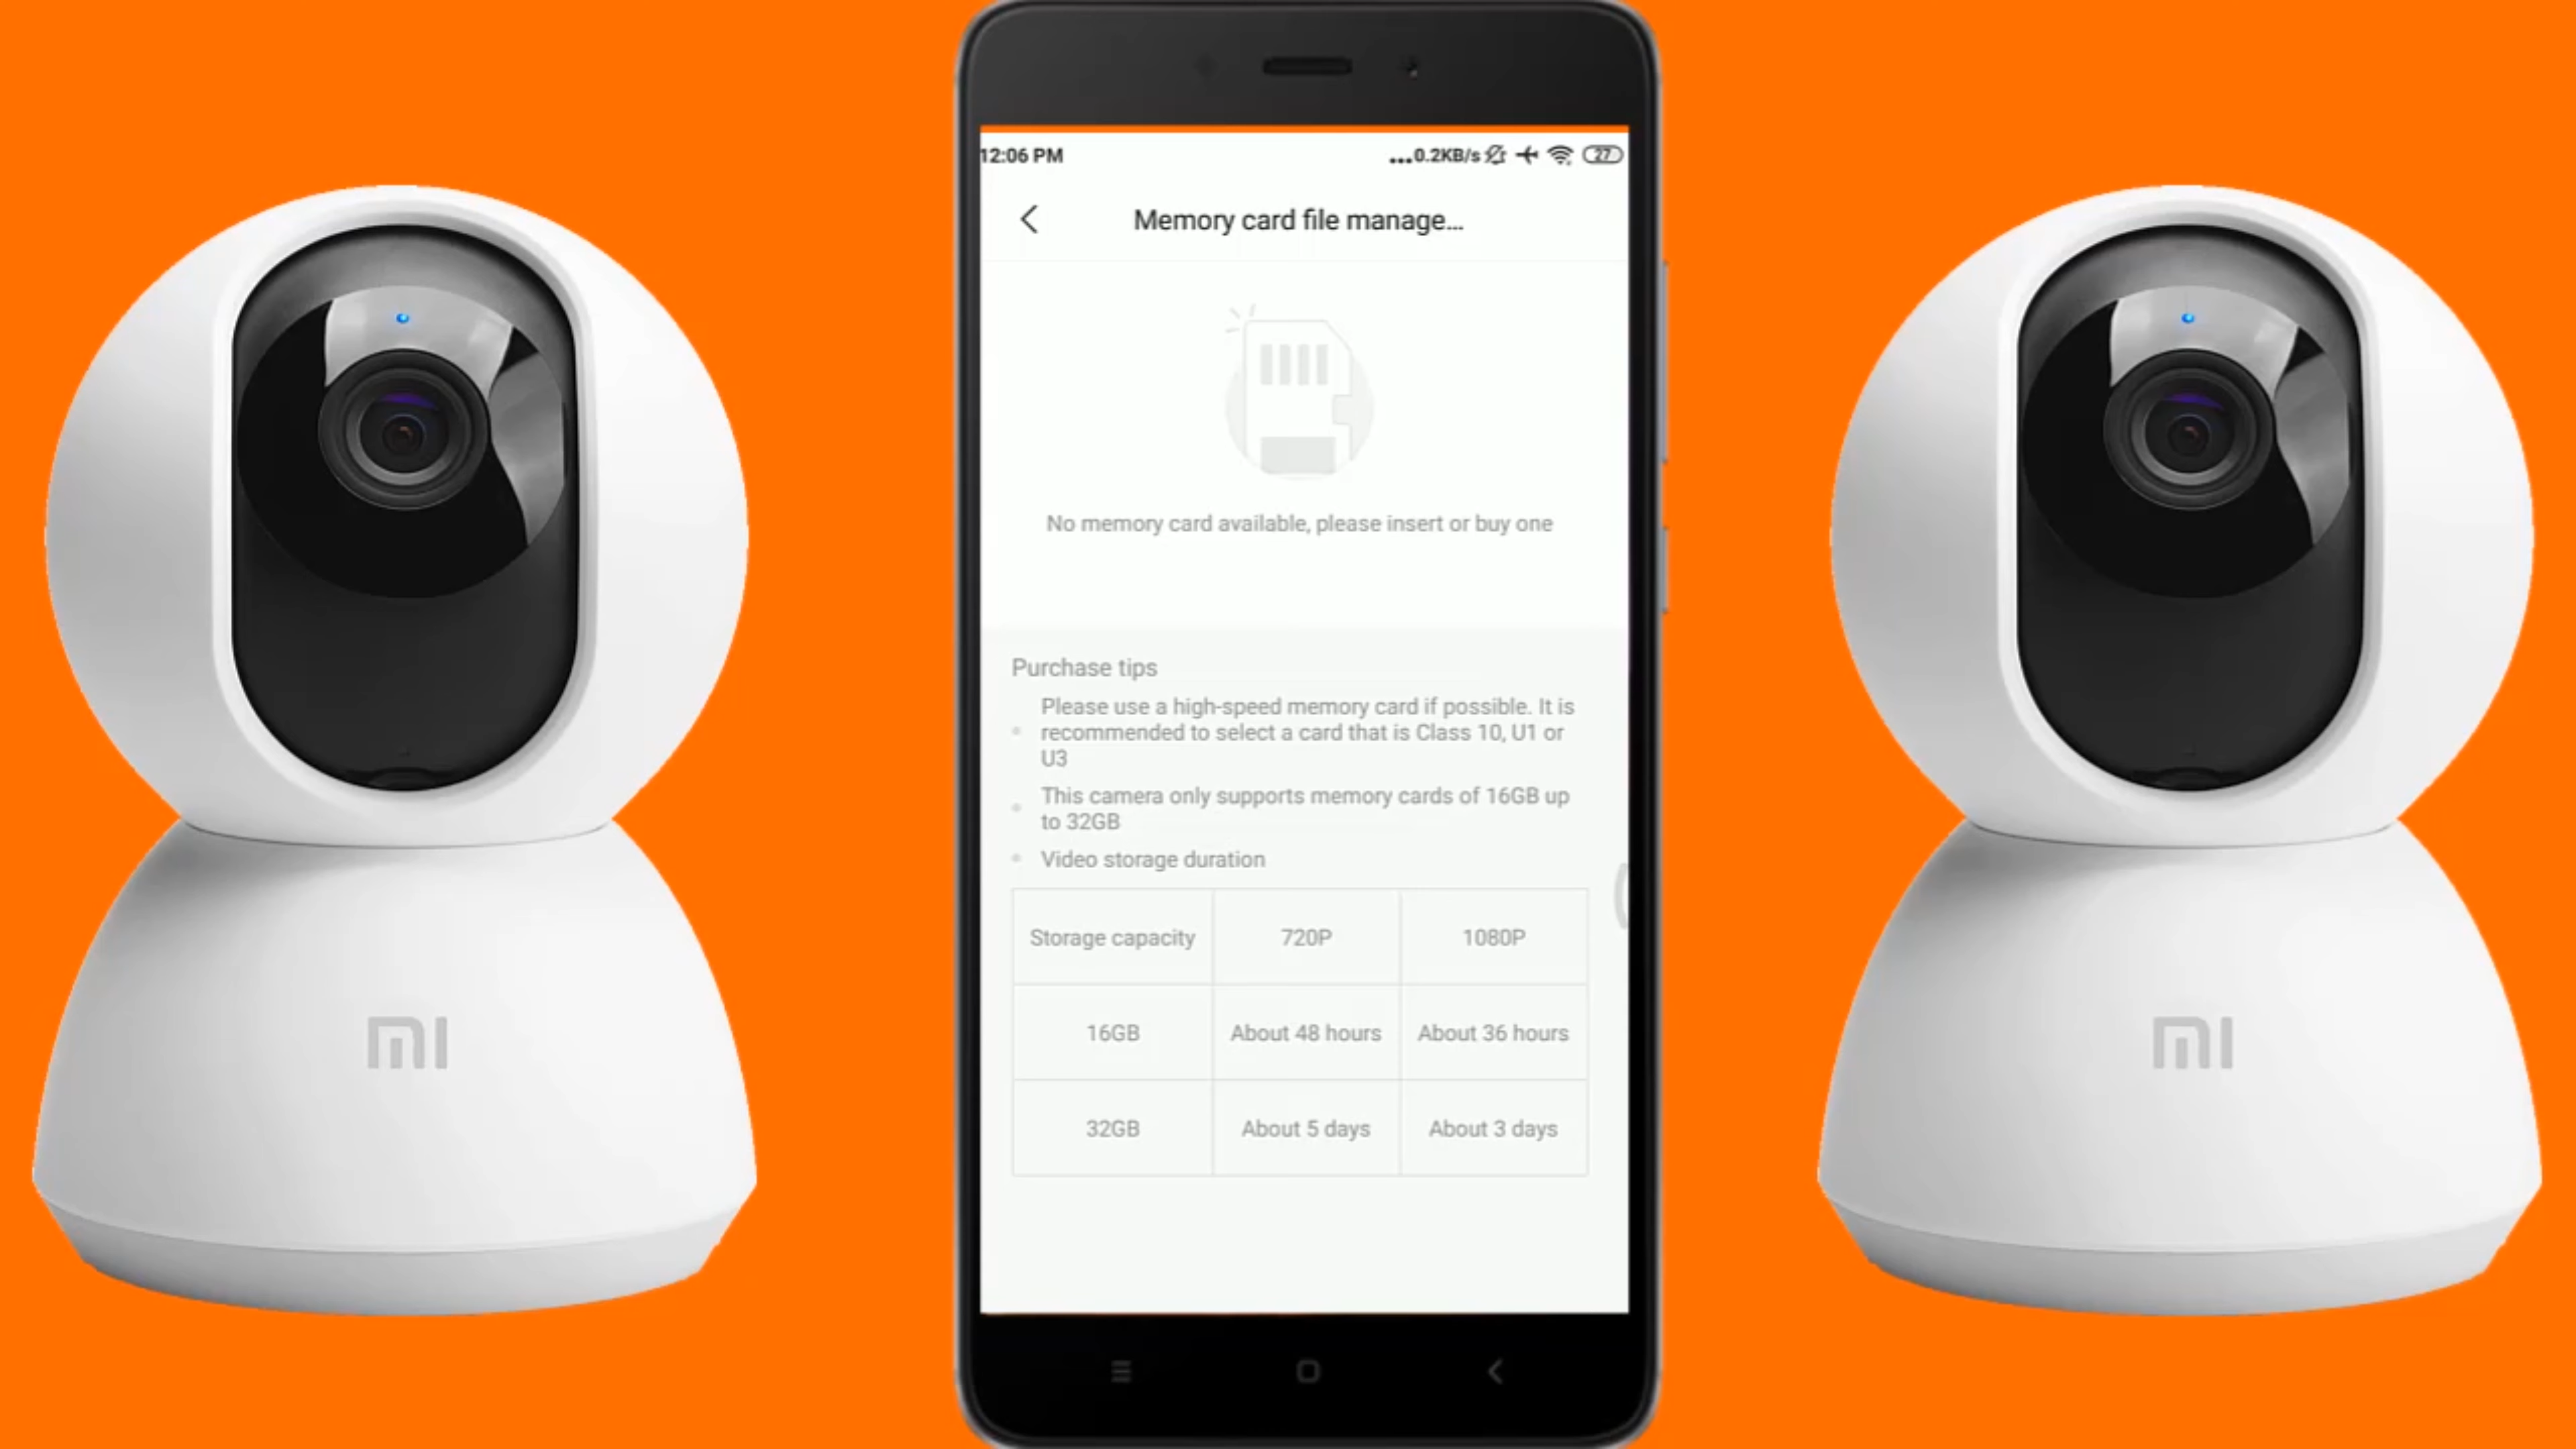 12:06 PM
...0.2KB/s 27
Memory card file manage...
No memory card available, please insert or buy one
Purchase tips
Please use a high-speed memory card if possible. It is
recommended to select a card that is Class 10, U1 or
U3
This camera only supports memory cards of 16GB up
to 32GB
Video storage duration
Storage capacity 720P 1080P
16GB About 48 hours About 36 hours
32GB About 5 days About 3 days
MI
MI